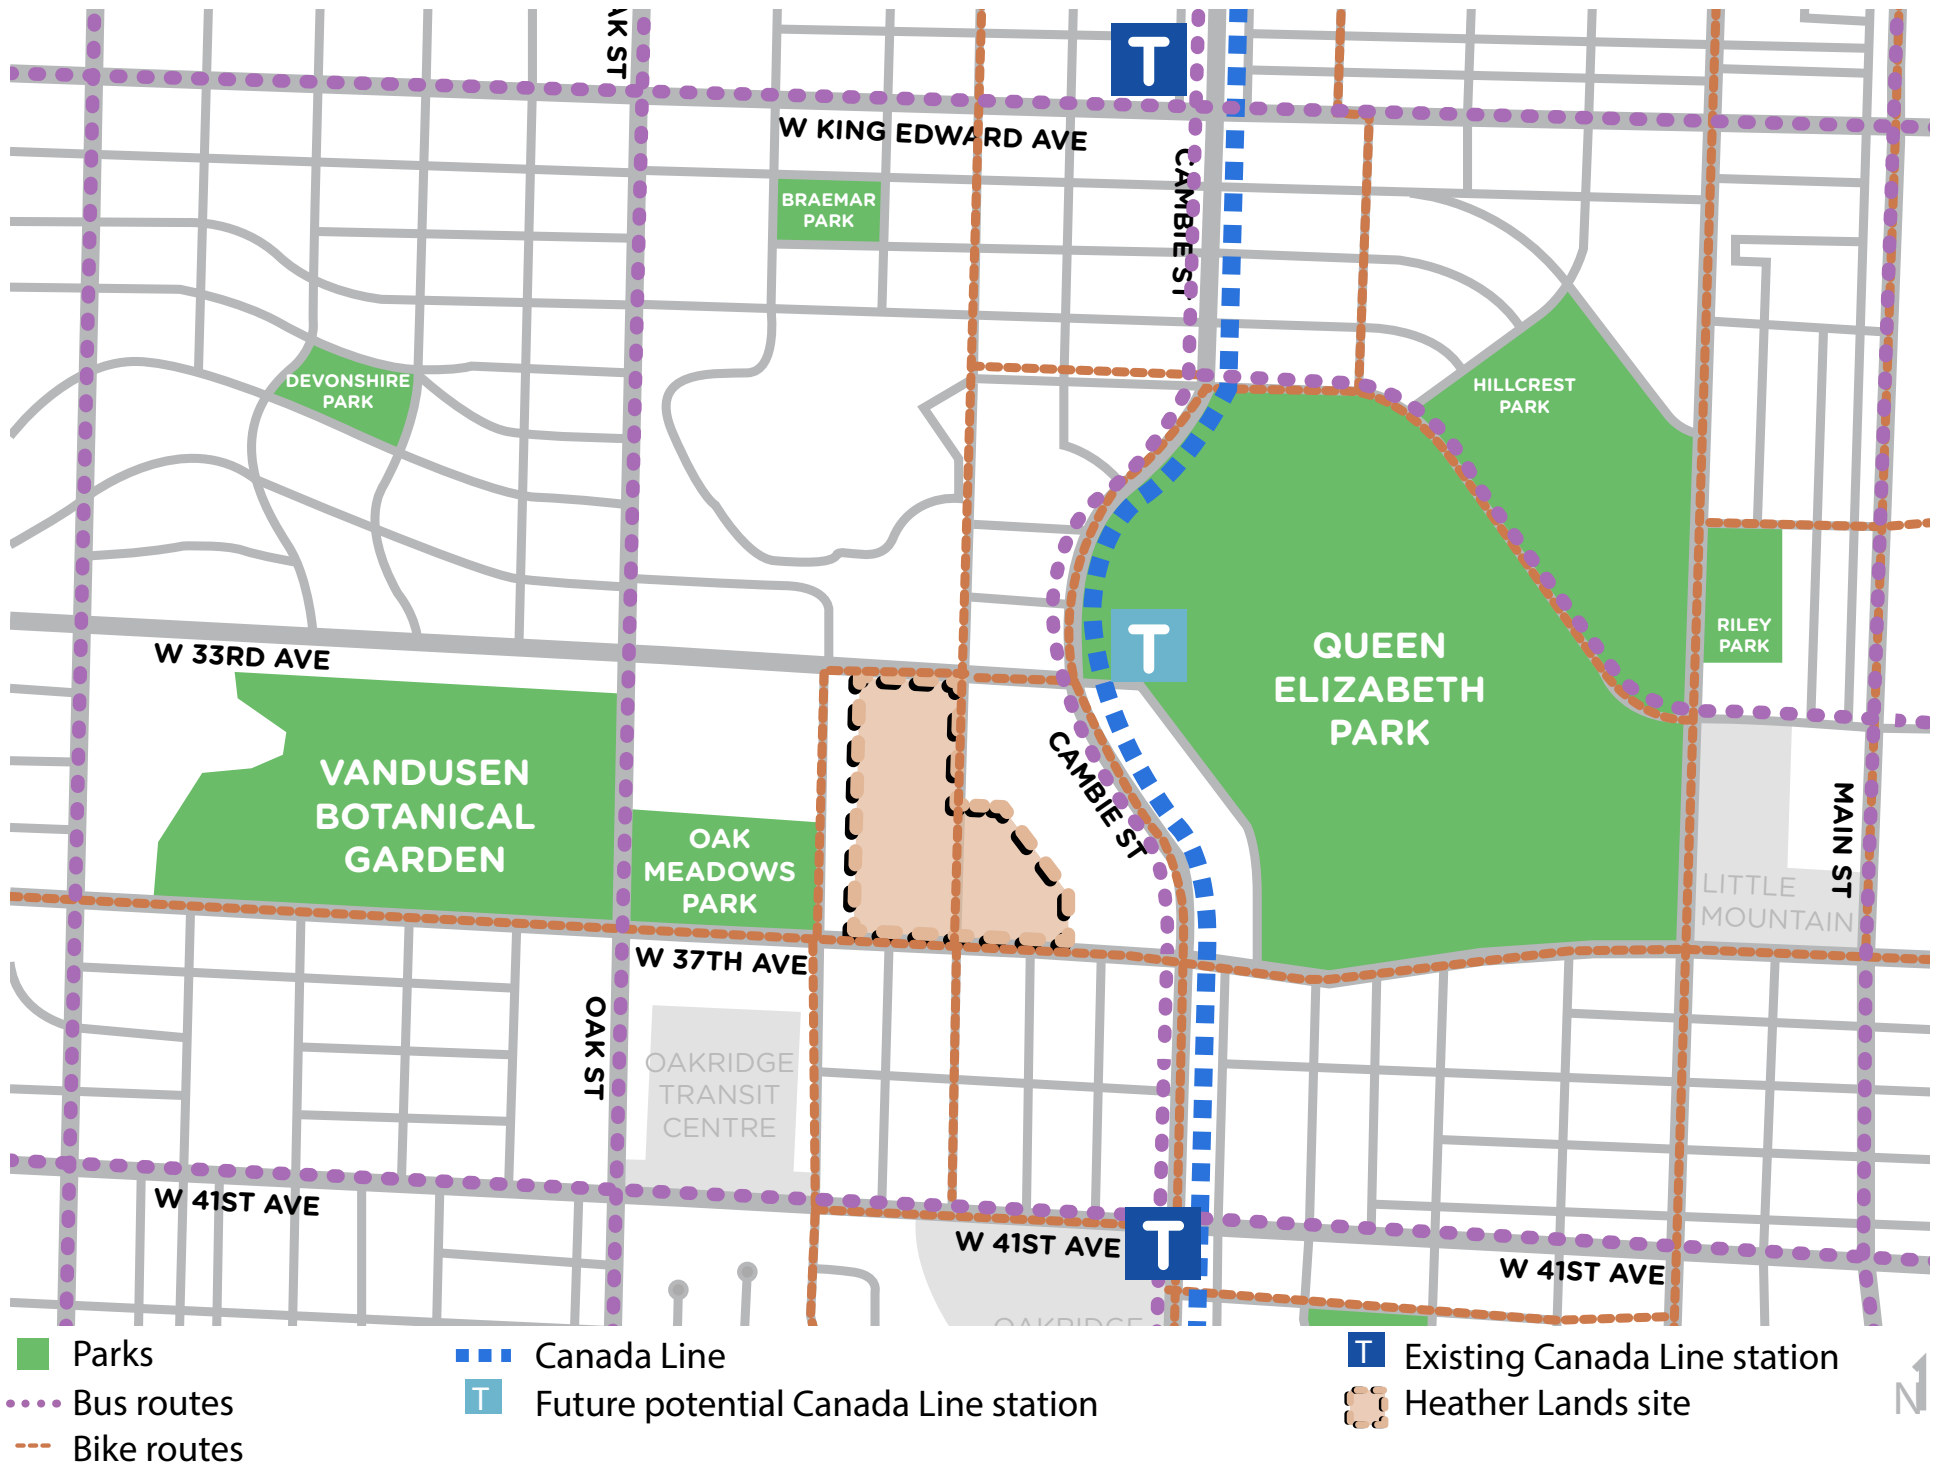 AK ST
T
W KING EDWARD AVE
CAMBIE ST
BRAEMAR
PARK
DEVONSHIRE
PARK
HILLCREST
PARK
W 33RD AVE
T
QUEEN
ELIZABETH
PARK
RILEY
PARK
VANDUSEN
BOTANICAL
GARDEN
OAK
MEADOWS
PARK
CAMBIE ST
MAIN ST
LITTLE
MOUNTAIN
W 37TH AVE
OAK ST
OAKRIDGE
TRANSIT
CENTRE
W 41ST AVE
W 41ST AVE
T
W 41ST AVE
OAKRIDGE
Parks
Bus routes
Bike routes
Canada Line
T
Future potential Canada Line station
T
Existing Canada Line station
Heather Lands site
N